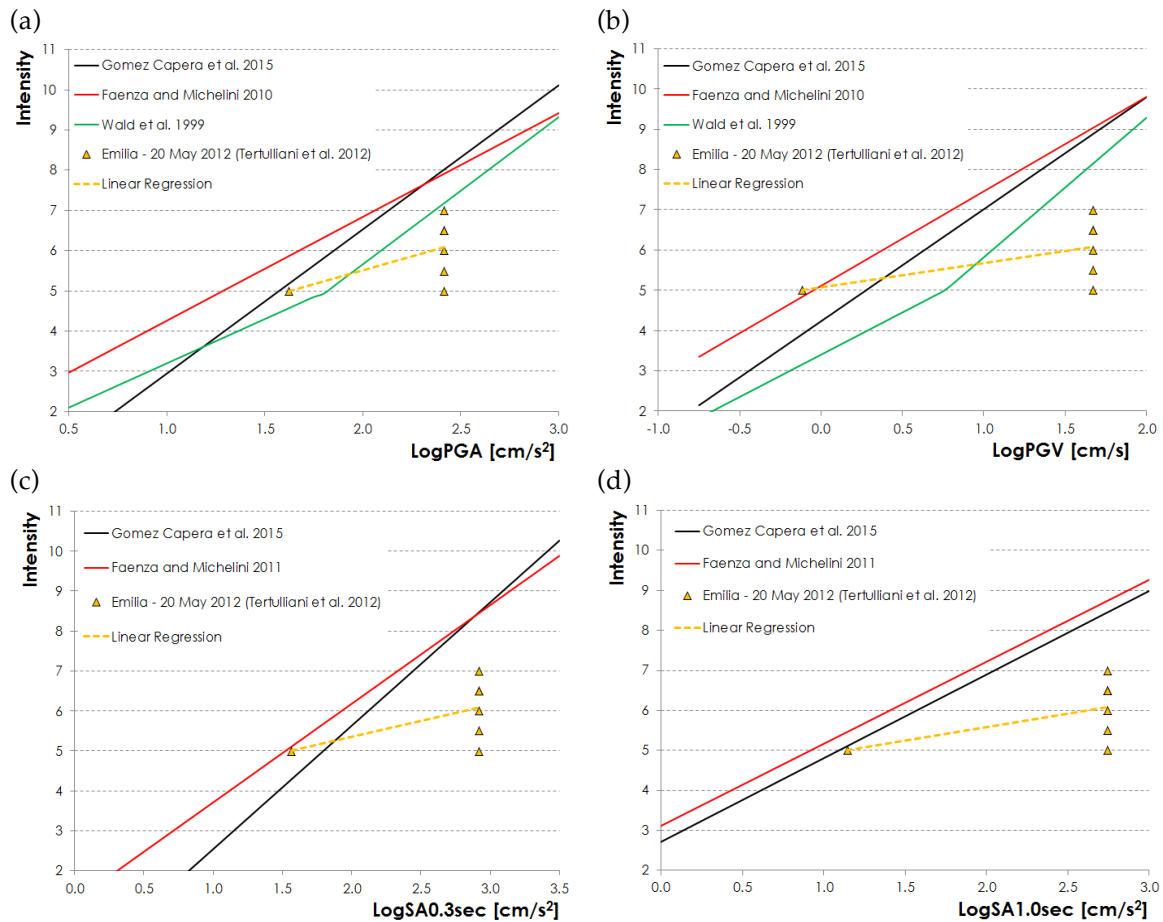 (a)
Intensity
11
10
9
8
7
6
5
4
3
2
Gomez Capera et al. 2015
Faenza and Michelini 2010
Wald et al. 1999
Emilia - 20 May 2012 (Tertulliani et al. 2012)
Linear Regression
0.5 1.0 1.5 2.0 2.5 3.0
LogPGA [cm/s²]
(b)
Intensity
11
10
9
8
7
6
5
4
3
2
Gomez Capera et al. 2015
Faenza and Michelini 2010
Wald et al. 1999
Emilia - 20 May 2012 (Tertulliani et al. 2012)
Linear Regression
-1.0 -0.5 0.0 0.5 1.0 1.5 2.0
LogPGV [cm/s]
(c)
Intensity
11
10
9
8
7
6
5
4
3
2
Gomez Capera et al. 2015
Faenza and Michelini 2011
Emilia - 20 May 2012 (Tertulliani et al. 2012)
Linear Regression
0.0 0.5 1.0 1.5 2.0 2.5 3.0 3.5
LogSA0.3sec [cm/s²]
(d)
Intensity
11
10
9
8
7
6
5
4
3
2
Gomez Capera et al. 2015
Faenza and Michelini 2011
Emilia - 20 May 2012 (Tertulliani et al. 2012)
Linear Regression
0.0 0.5 1.0 1.5 2.0 2.5 3.0
LogSA1.0sec [cm/s²]